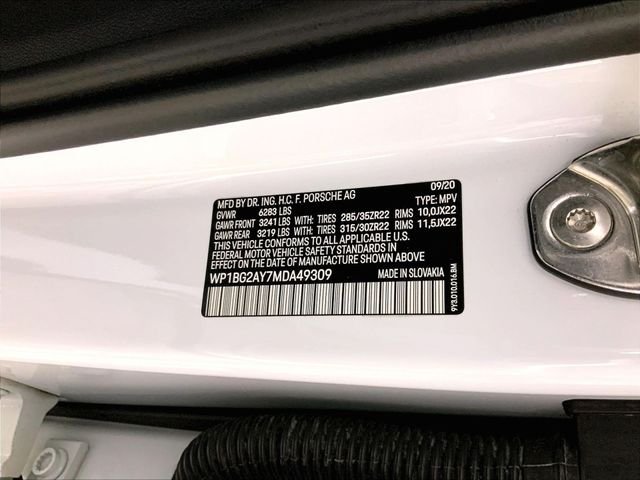 MFD BY DR. ING. H.C. F. PORSCHE AG 09/20
GVWR 6283 LBS TYPE: MPV
GAWR FRONT 3241 LBS WITH: TIRES 285/35ZR22 RIMS 10,0JX22
GAWR REAR 3219 LBS WITH: TIRES 315/30ZR22 RIMS 11,5JX22
THIS VEHICLE CONFORMS TO ALL APPLICABLE U.S.
FEDERAL MOTOR VEHICLE SAFETY STANDARDS IN
EFFECT ON THE DATE OF MANUFACTURE SHOWN ABOVE.
WP1BG2AY7MDA49309 MADE IN SLOVAKIA
9Y3.010.016.BM